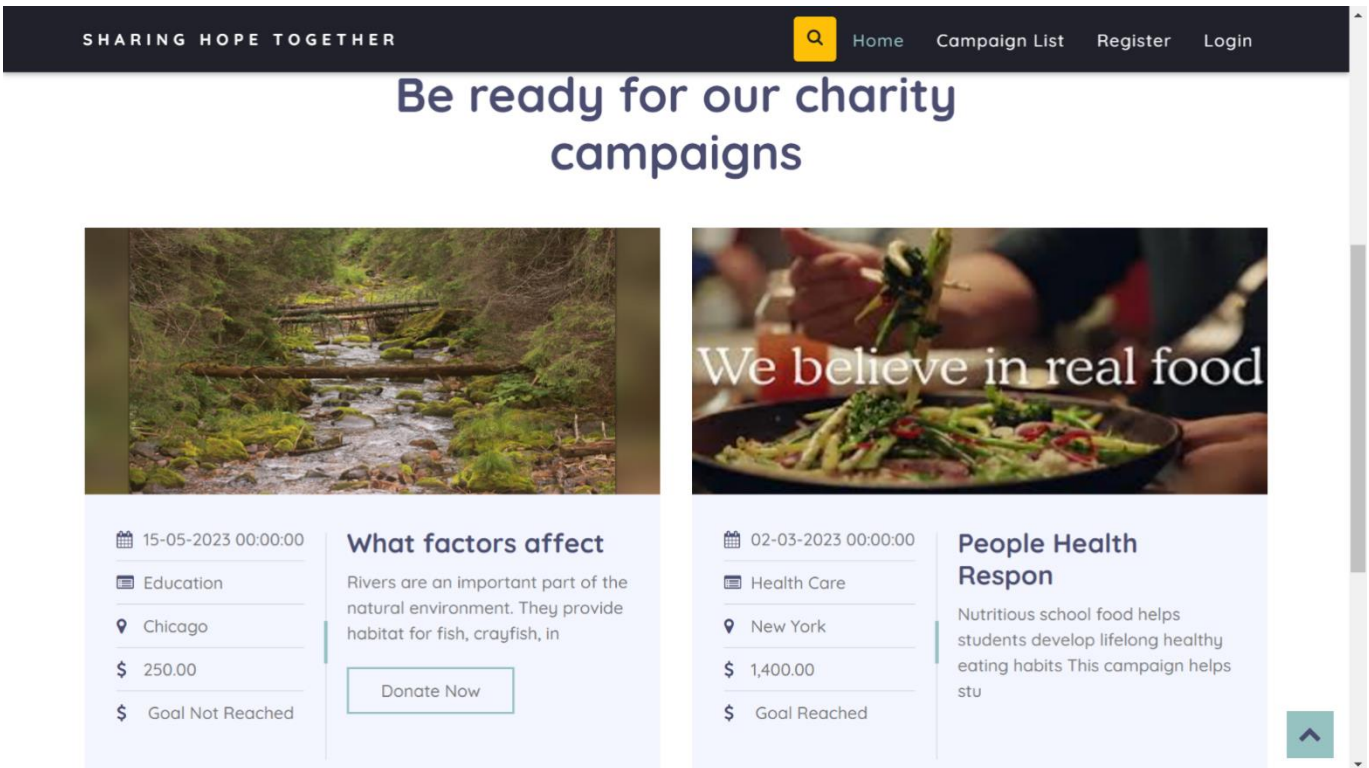 SHARING HOPE TOGETHER
Home Campaign List Register Login
Be ready for our charity
campaigns
We believe in real food
15-05-2023 00:00:00
Education
Chicago
$ 250.00
$ Goal Not Reached
What factors affect
Rivers are an important part of the
natural environment. They provide
habitat for fish, crayfish, in
Donate Now
02-03-2023 00:00:00
Health Care
New York
$ 1,400.00
$ Goal Reached
People Health
Respon
Nutritious school food helps
students develop lifelong healthy
eating habits This campaign helps
stu